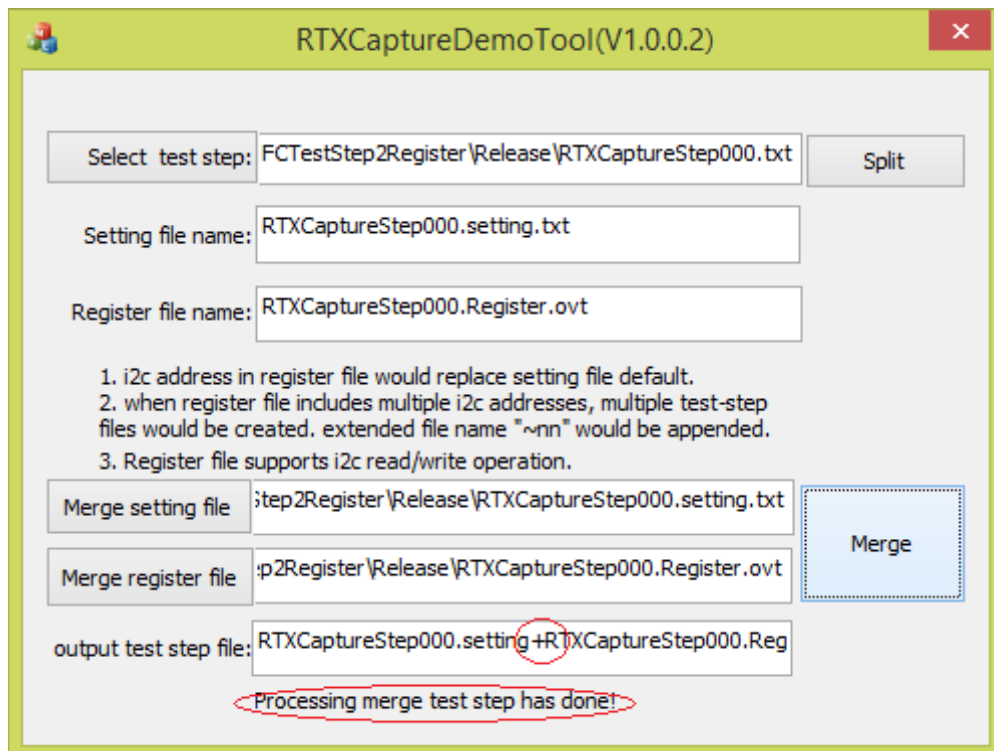 RTXCaptureDemoTool(V1.0.0.2)
Select test step: FCTestStep2Register\Release\RTXCaptureStep000.txt Split
Setting file name: RTXCaptureStep000.setting.txt
Register file name: RTXCaptureStep000.Register.ovt
1. i2c address in register file would replace setting file default.
2. when register file includes multiple i2c addresses, multiple test-step
files would be created. extended file name "~nn" would be appended.
3. Register file supports i2c read/write operation.
Merge setting file Step2Register\Release\RTXCaptureStep000.setting.txt
Merge
Merge register file ep2Register\Release\RTXCaptureStep000.Register.ovt
output test step file: RTXCaptureStep000.setting+RTXCaptureStep000.Reg
Processing merge test step has done!